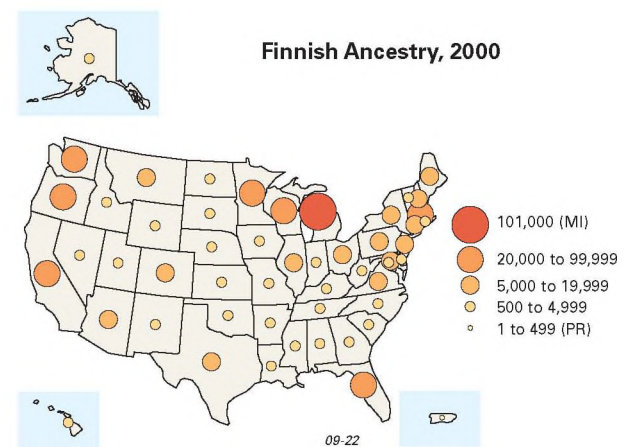 Finnish Ancestry, 2000
101,000 (MI)
20,000 to 99,999
5,000 to 19,999
500 to 4,999
1 to 499 (PR)
09-22